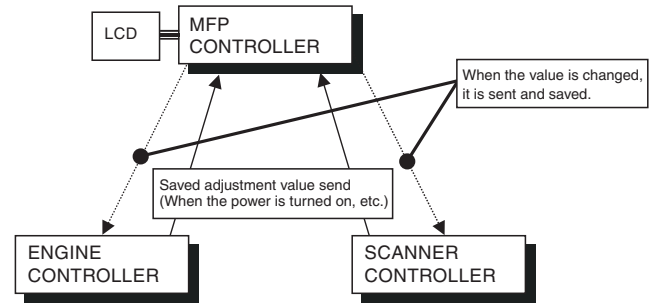 LCD
MFP
CONTROLLER
When the value is changed,
it is sent and saved.
Saved adjustment value send
(When the power is turned on, etc.)
ENGINE
CONTROLLER
SCANNER
CONTROLLER